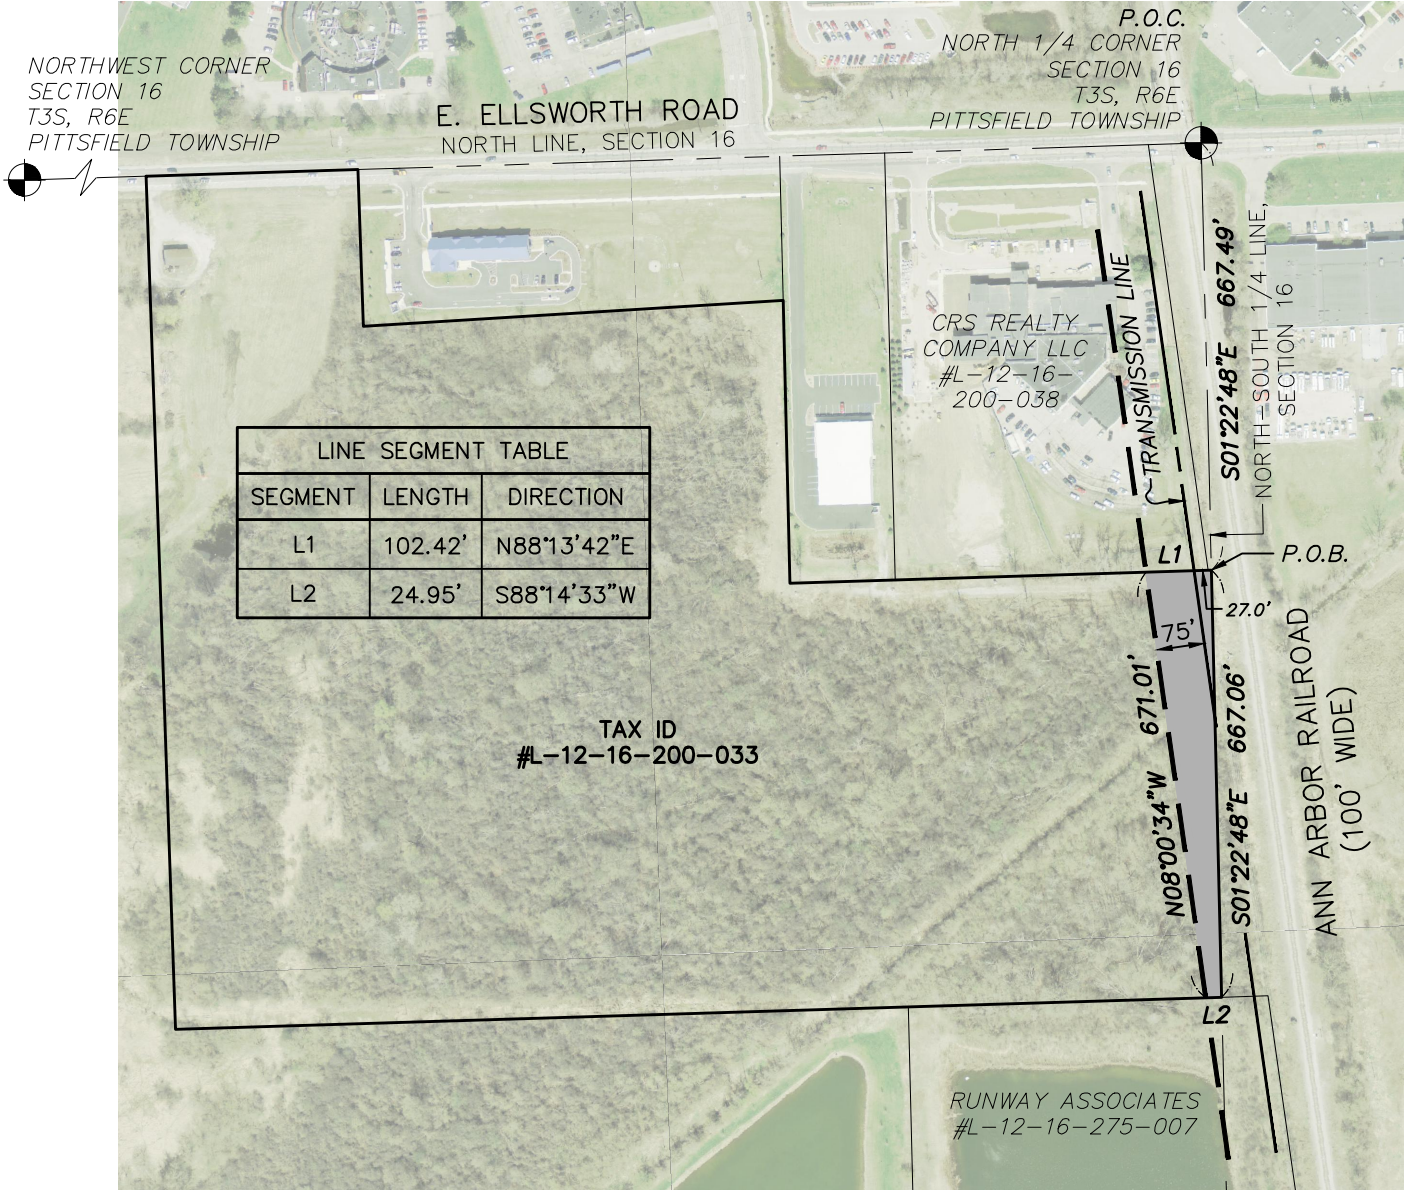 P.O.C.
NORTH 1/4 CORNER
SECTION 16
T3S, R6E
PITTSFIELD TOWNSHIP
NORTHWEST CORNER
SECTION 16
T3S, R6E
PITTSFIELD TOWNSHIP
E. ELLSWORTH ROAD
NORTH LINE, SECTION 16
S01°22'48"E 667.49'
NORTH-SOUTH 1/4 LINE,
SECTION 16
TRANSMISSION LINE
CRS REALTY
COMPANY LLC
#L-12-16-
200-038
LINE SEGMENT TABLE
SEGMENT LENGTH DIRECTION
L1 102.42' N88°13'42"E
L2 24.95' S88°14'33"W
L1
P.O.B.
27.0'
75'
N08°00'34"W 671.01'
S01°22'48"E 667.06'
ANN ARBOR RAILROAD
(100' WIDE)
TAX ID
#L-12-16-200-033
L2
RUNWAY ASSOCIATES
#L-12-16-275-007